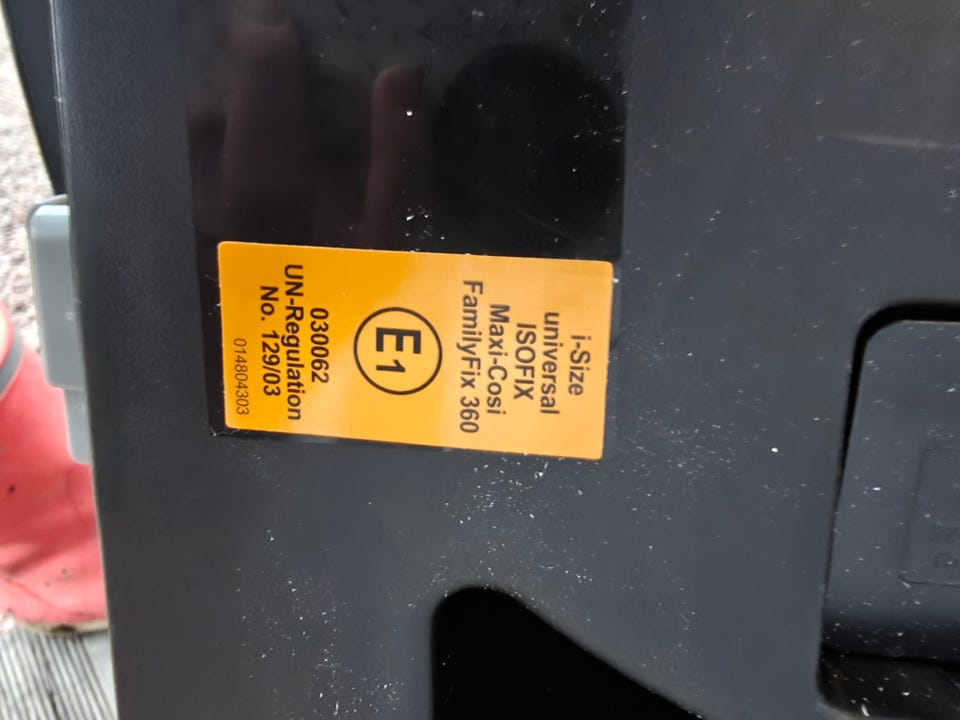 i-Size
universal
ISOFIX
Maxi-Cosi
FamilyFix 360
E1
030062
UN-Regulation
No. 129/03
014804303